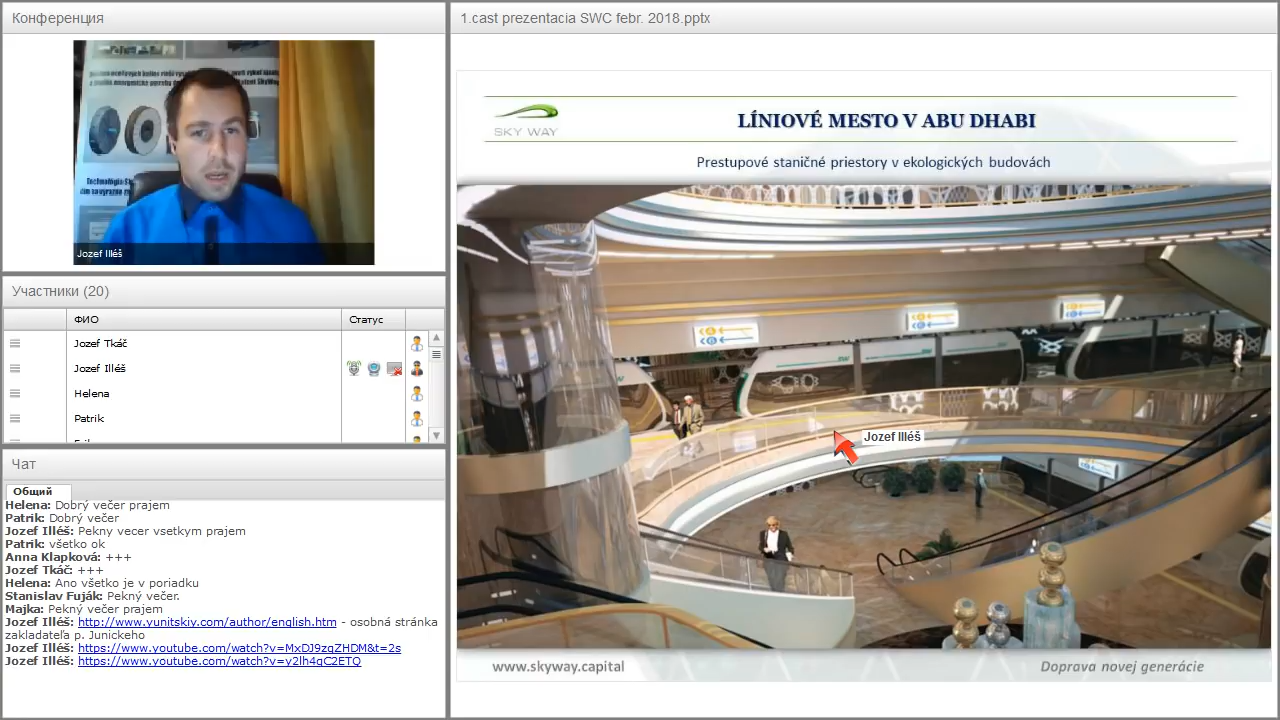 Конференция
Jozef Illéš
Участники (20)
ФИО
Статус
Jozef Tkáč
Jozef Illéš
Helena
Patrik
Чат
Общий
Helena: Dobrý večer prajem
Patrik: Dobrý večer
Jozef Illéš: Pekny vecer vsetkym prajem
Patrik: všetko ok
Anna Klapková: +++
Jozef Tkáč: +++
Helena: Ano všetko je v poriadku
Stanislav Fuják: Pekný večer.
Majka: Pekný večer prajem
Jozef Illéš: http://www.yunitskiy.com/author/english.htm - osobná stránka
zakladateľa p. Junickeho
Jozef Illéš: https://www.youtube.com/watch?v=MxDJ9zqZHDM&t=2s
Jozef Illéš: https://www.youtube.com/watch?v=y2lh4gC2ETQ
1.cast prezentacia SWC febr. 2018.pptx
SKY WAY
LÍNIOVÉ MESTO V ABU DHABI
Prestupové staničné priestory v ekologických budovách
Jozef Illéš
www.skyway.capital
Doprava novej generácie